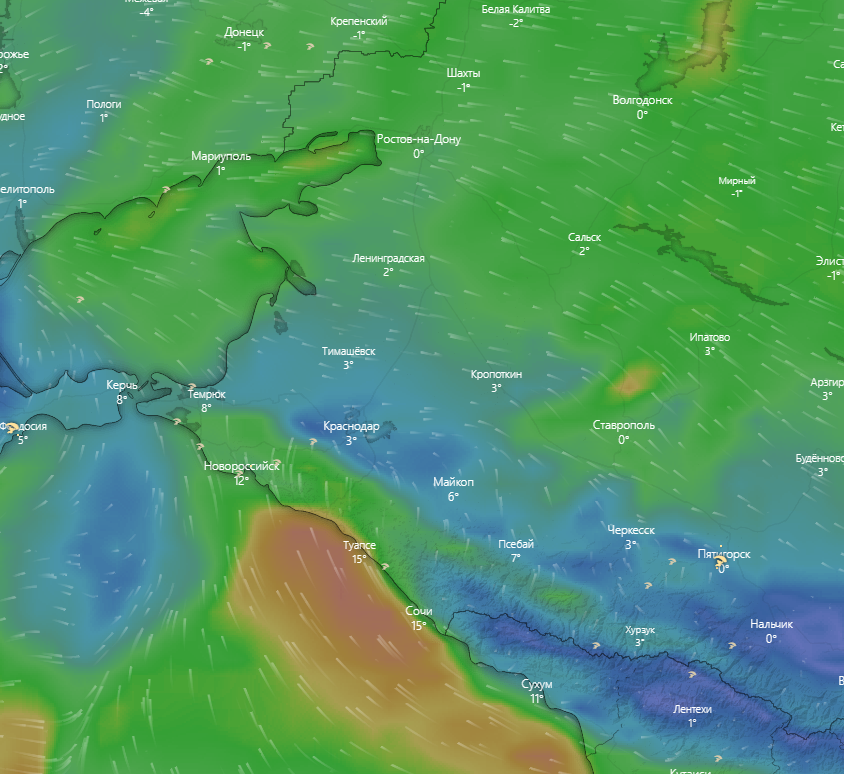 -4°
Белая Калитва
-2°
Крепенский
-1°
Донецк
-1°
2°
Шахты
-1°
Волгодонск
0°
Пологи
1°
Ростов-на-Дону
0°
Мариуполь
1°
Мирный
-1°
1°
Сальск
2°
Ленинградская
2°
-1°
Ипатово
3°
Тимашёвск
3°
Кропоткин
3°
3°
Керчь
8°
Темрюк
8°
5°
Краснодар
3°
Ставрополь
0°
3°
Новороссийск
12°
Майкоп
6°
Черкесск
3°
Туапсе
15°
Псебай
7°
Пятигорск
0°
Сочи
15°
Хурзук
3°
Нальчик
0°
Сухум
11°
Лентехи
1°